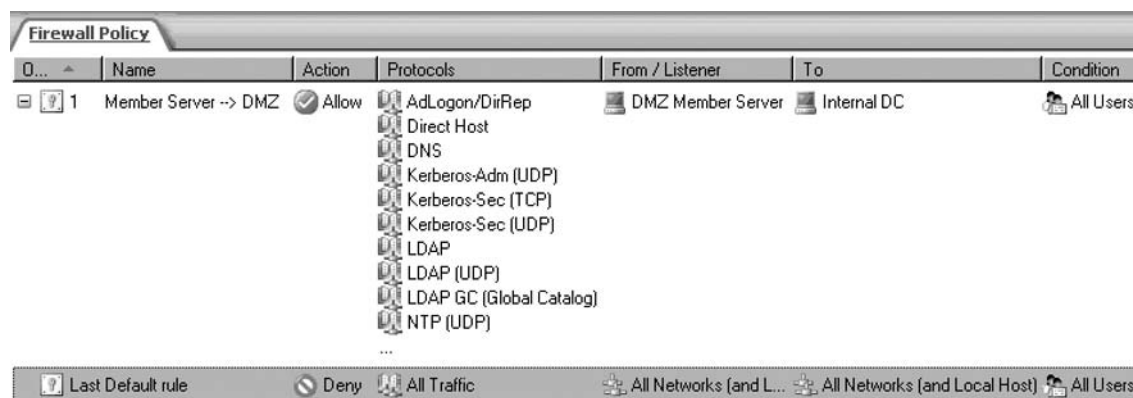 Firewall Policy
O... Name Action Protocols From / Listener To Condition
1 Member Server --> DMZ Allow AdLogon/DirRep DMZ Member Server Internal DC All Users
Direct Host
DNS
Kerberos-Adm (UDP)
Kerberos-Sec (TCP)
Kerberos-Sec (UDP)
LDAP
LDAP (UDP)
LDAP GC (Global Catalog)
NTP (UDP)
...
Last Default rule Deny All Traffic All Networks (and L... All Networks (and Local Host) All Users